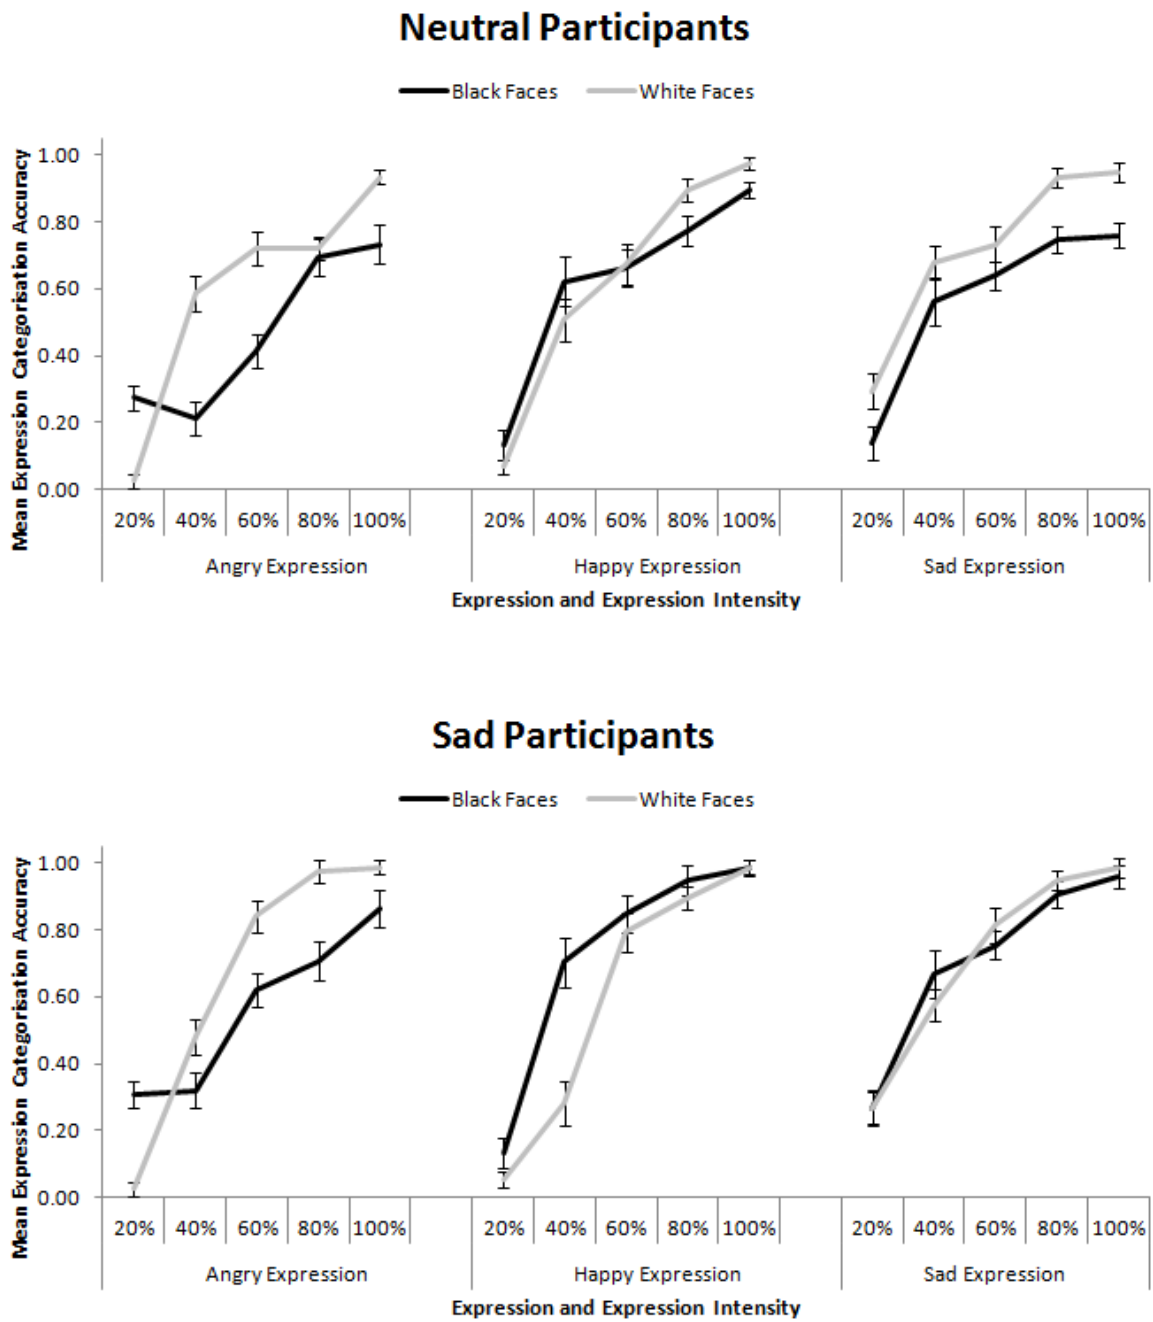 Neutral Participants
Black Faces White Faces
Mean Expression Categorisation Accuracy
1.00
0.80
0.60
0.40
0.20
0.00
20% 40% 60% 80% 100% 20% 40% 60% 80% 100% 20% 40% 60% 80% 100%
Angry Expression Happy Expression Sad Expression
Expression and Expression Intensity
Sad Participants
Black Faces White Faces
Mean Expression Categorisation Accuracy
1.00
0.80
0.60
0.40
0.20
0.00
20% 40% 60% 80% 100% 20% 40% 60% 80% 100% 20% 40% 60% 80% 100%
Angry Expression Happy Expression Sad Expression
Expression and Expression Intensity